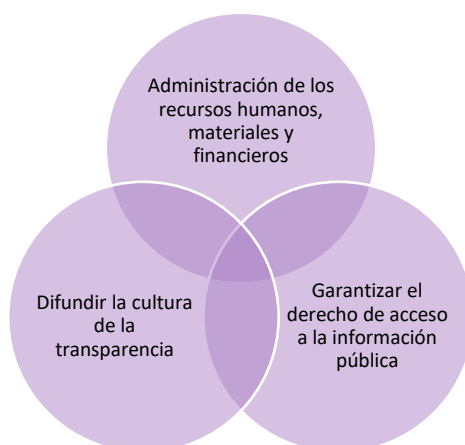 Administración de los
recursos humanos,
materiales y
financieros
Difundir la cultura
de la
transparencia
Garantizar el
derecho de acceso
a la información
pública